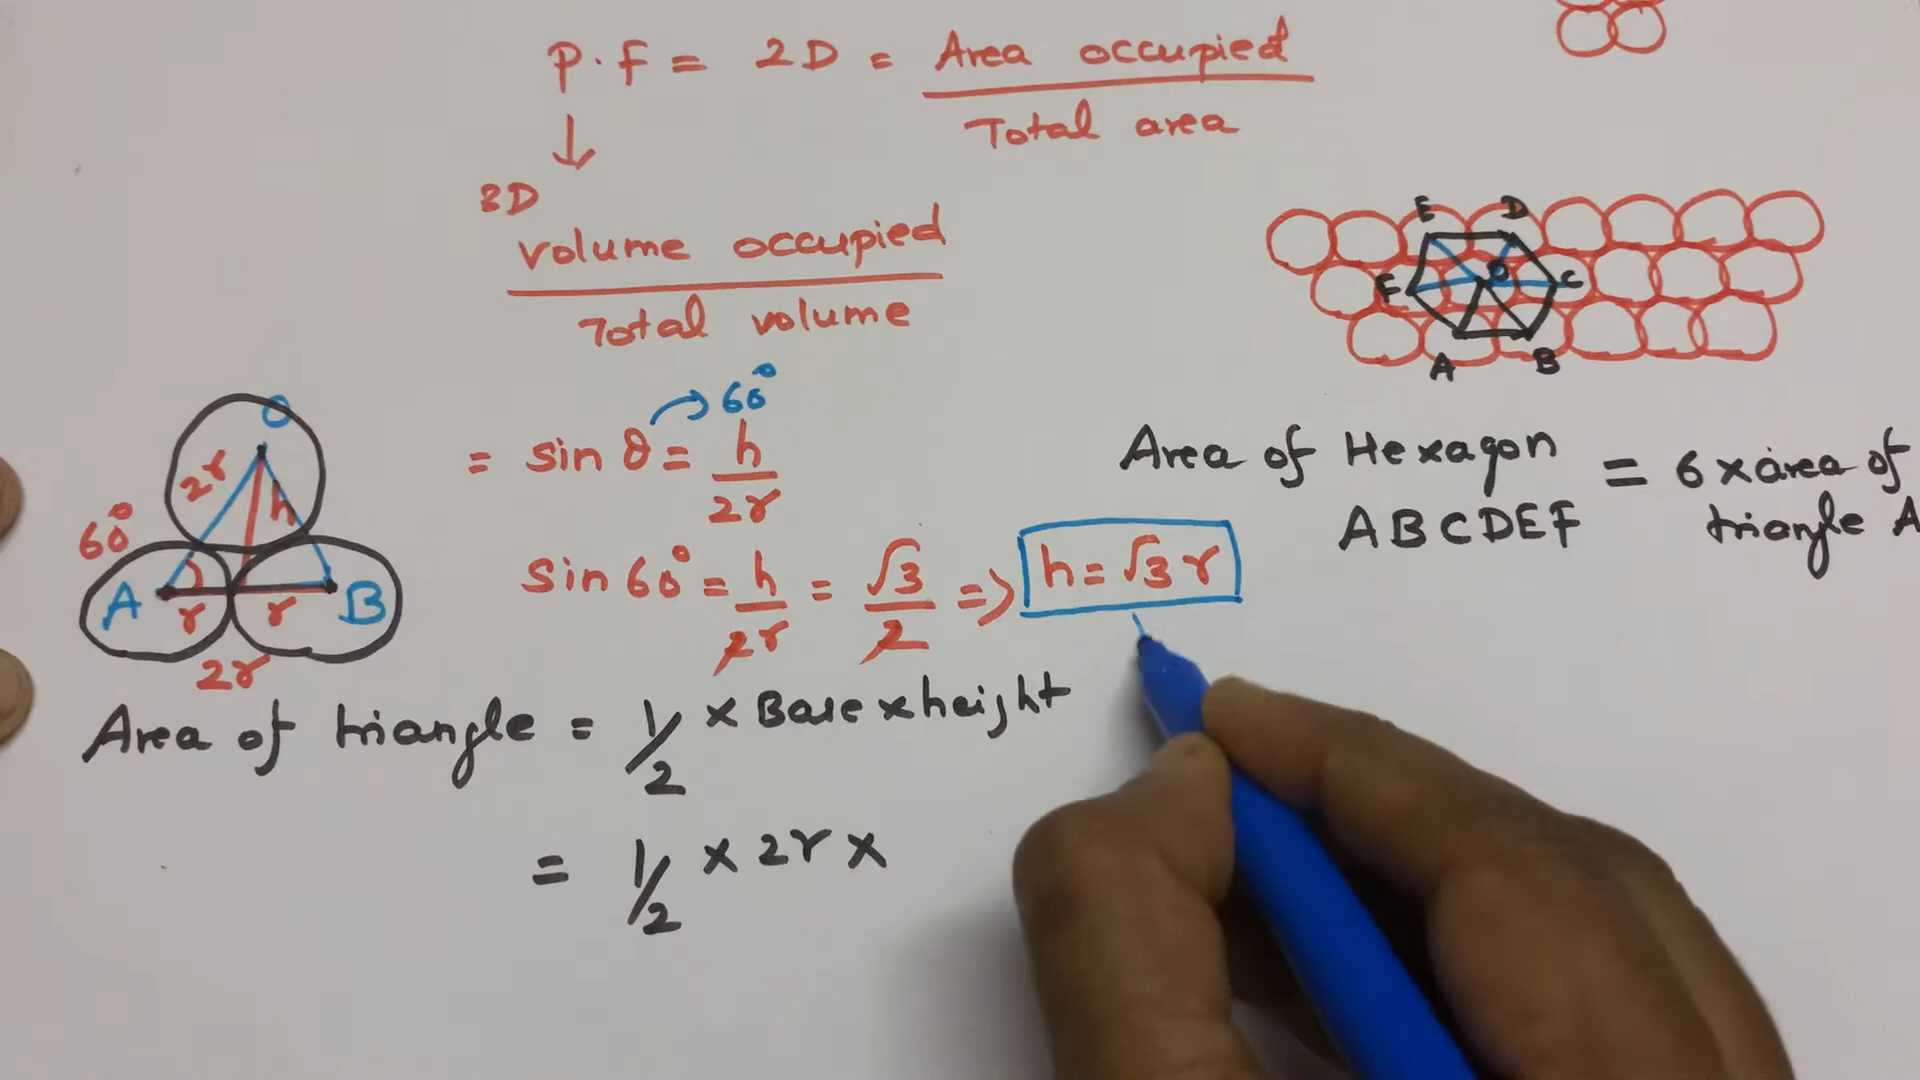 P.F = 2D = Area occupied
Total area
↓
3D
volume occupied
Total volume
E D
F O C
A B
60°
= sin θ = h
2r
Area of Hexagon = 6 x area of
ABCDEF triangle A
O
2r h
60°
A r r B
2r
sin 60° = h = √3 => h = √3 r
2r 2
Area of triangle = 1/2 x Base x height
= 1/2 x 2r x